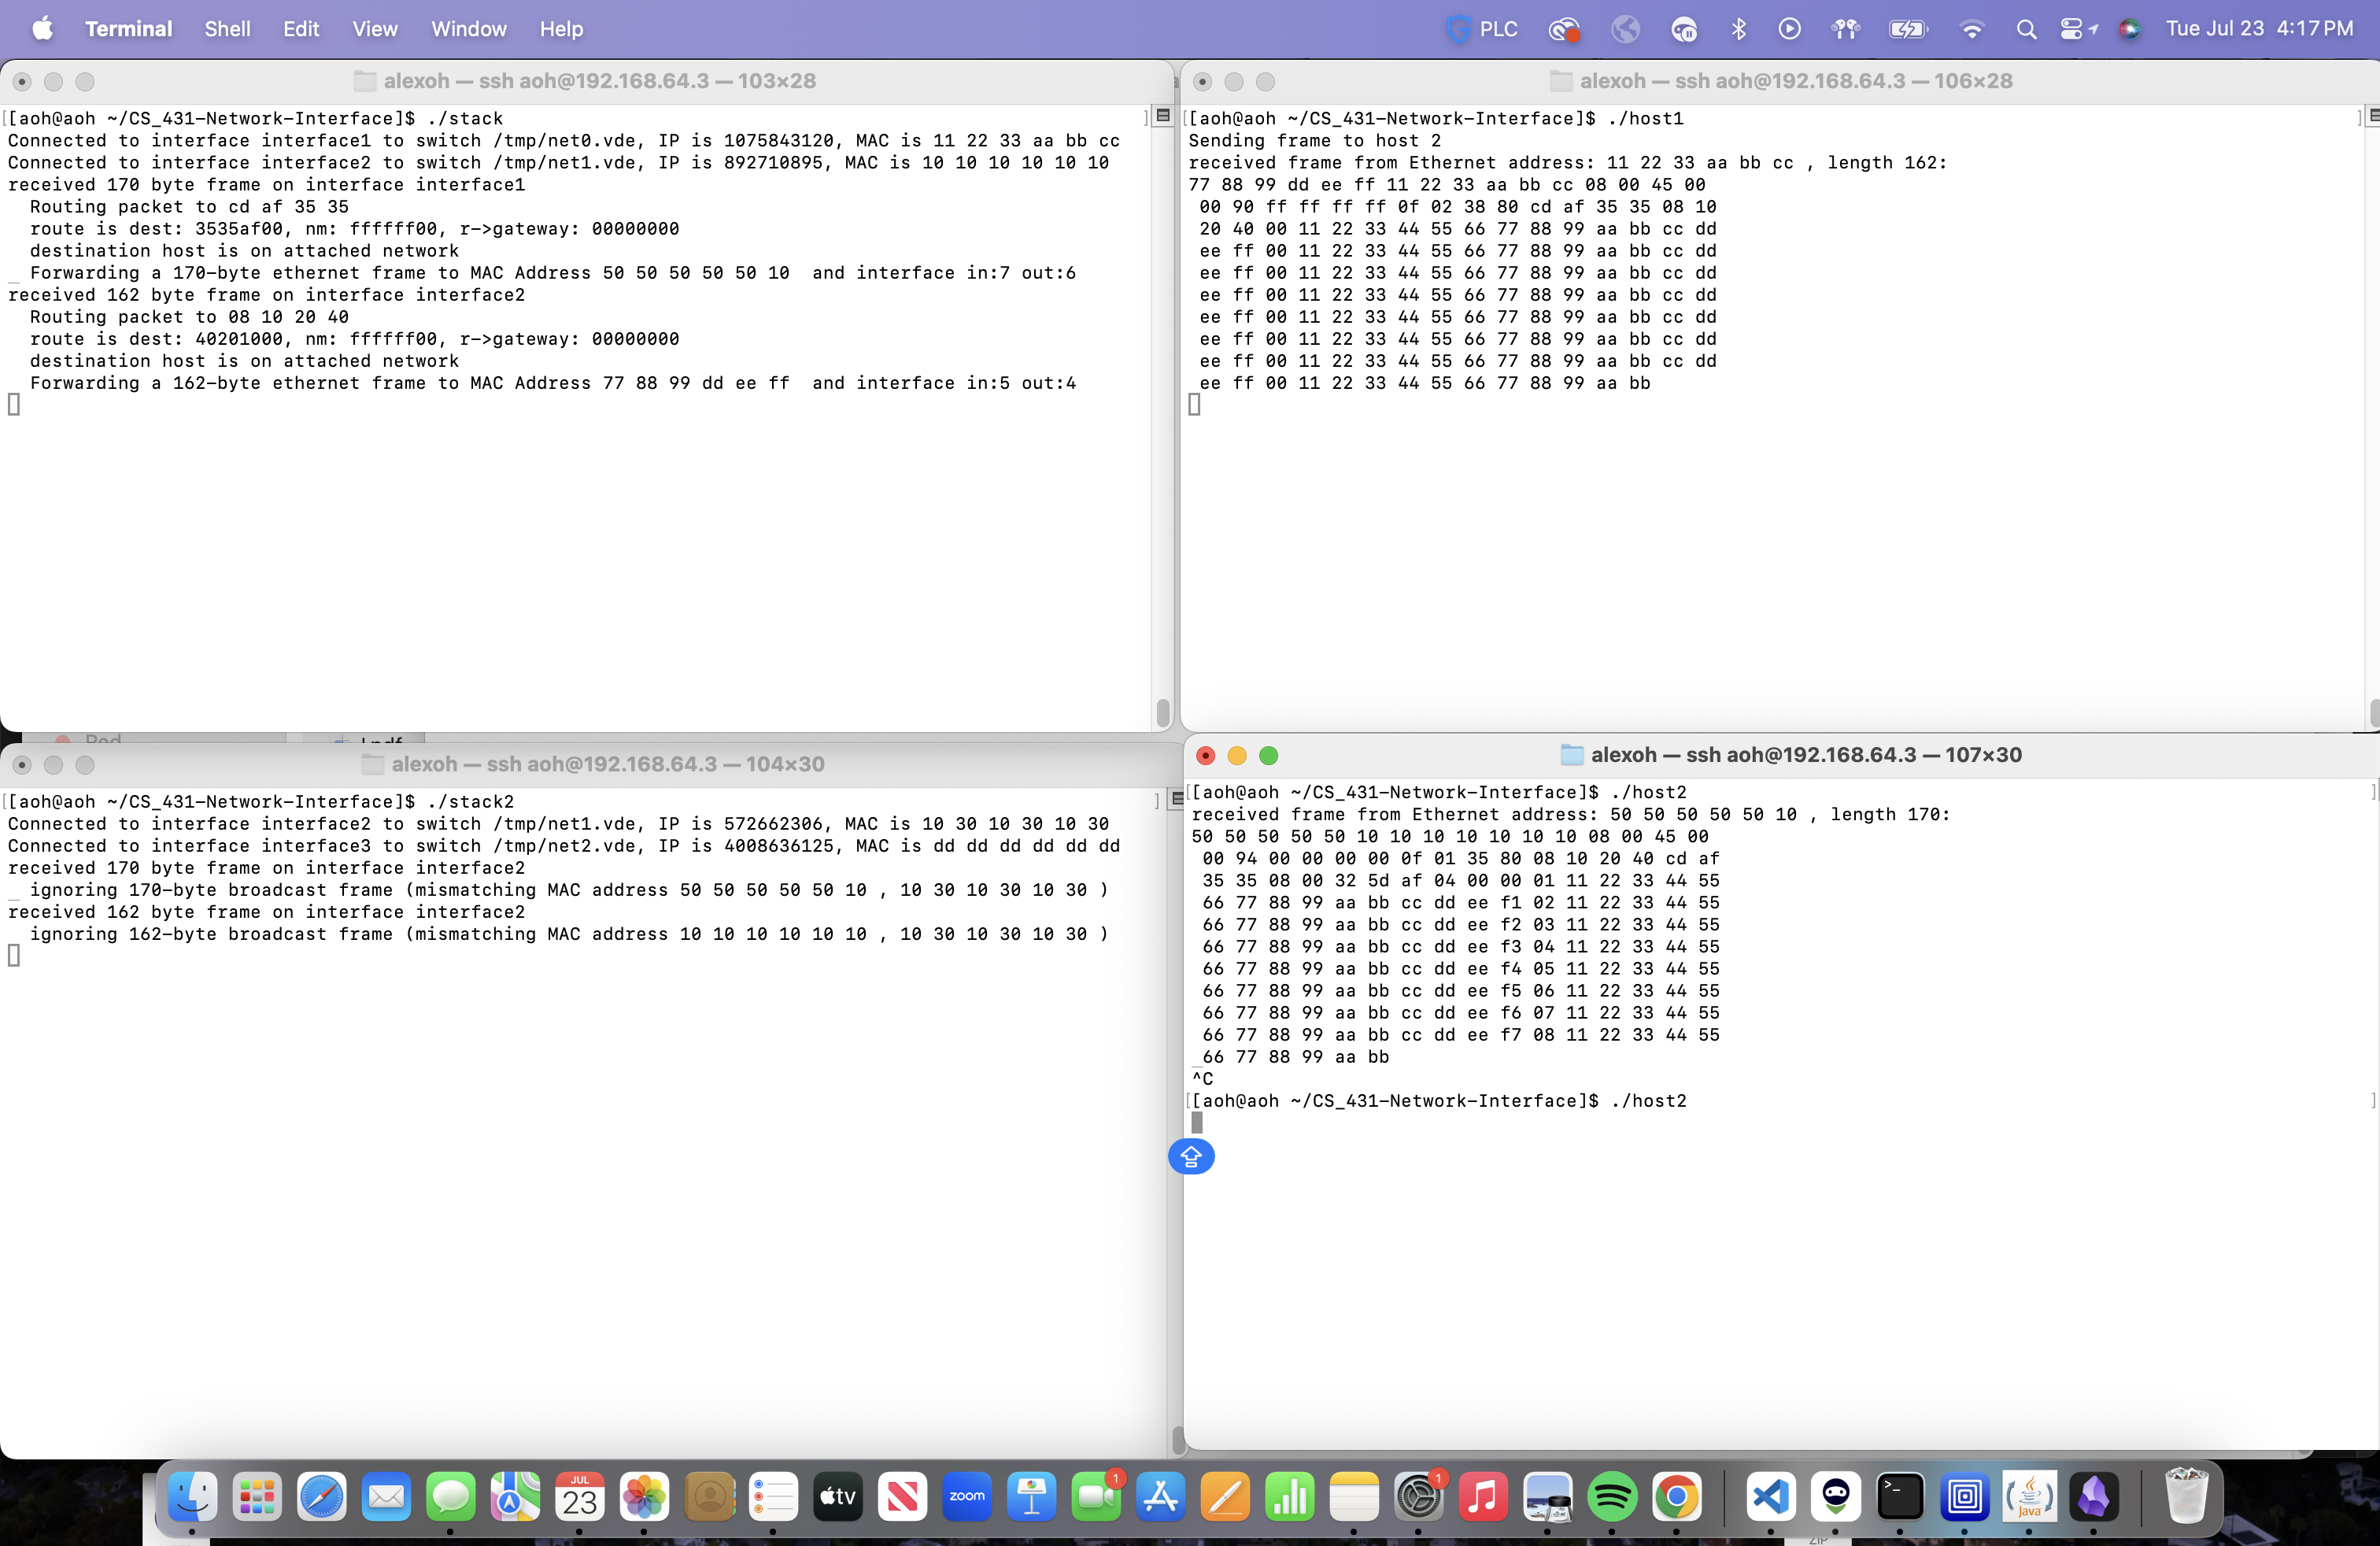 Terminal Shell Edit View Window Help PLC Tue Jul 23 4:17 PM
alexoh — ssh aoh@192.168.64.3 — 103×28
[[aoh@aoh ~/CS_431-Network-Interface]$ ./stack ]
Connected to interface interface1 to switch /tmp/net0.vde, IP is 1075843120, MAC is 11 22 33 aa bb cc
Connected to interface interface2 to switch /tmp/net1.vde, IP is 892710895, MAC is 10 10 10 10 10 10
received 170 byte frame on interface interface1
Routing packet to cd af 35 35
route is dest: 3535af00, nm: ffffff00, r->gateway: 00000000
destination host is on attached network
_ Forwarding a 170-byte ethernet frame to MAC Address 50 50 50 50 50 10  and interface in:7 out:6
received 162 byte frame on interface interface2
Routing packet to 08 10 20 40
route is dest: 40201000, nm: ffffff00, r->gateway: 00000000
destination host is on attached network
Forwarding a 162-byte ethernet frame to MAC Address 77 88 99 dd ee ff  and interface in:5 out:4
alexoh — ssh aoh@192.168.64.3 — 106×28
[[aoh@aoh ~/CS_431-Network-Interface]$ ./host1 ]
Sending frame to host 2
received frame from Ethernet address: 11 22 33 aa bb cc , length 162:
77 88 99 dd ee ff 11 22 33 aa bb cc 08 00 45 00
00 90 ff ff ff ff 0f 02 38 80 cd af 35 35 08 10
20 40 00 11 22 33 44 55 66 77 88 99 aa bb cc dd
ee ff 00 11 22 33 44 55 66 77 88 99 aa bb cc dd
ee ff 00 11 22 33 44 55 66 77 88 99 aa bb cc dd
ee ff 00 11 22 33 44 55 66 77 88 99 aa bb cc dd
ee ff 00 11 22 33 44 55 66 77 88 99 aa bb cc dd
ee ff 00 11 22 33 44 55 66 77 88 99 aa bb cc dd
ee ff 00 11 22 33 44 55 66 77 88 99 aa bb cc dd
ee ff 00 11 22 33 44 55 66 77 88 99 aa bb
alexoh — ssh aoh@192.168.64.3 — 104×30
[[aoh@aoh ~/CS_431-Network-Interface]$ ./stack2 ]
Connected to interface interface2 to switch /tmp/net1.vde, IP is 572662306, MAC is 10 30 10 30 10 30
Connected to interface interface3 to switch /tmp/net2.vde, IP is 4008636125, MAC is dd dd dd dd dd dd
received 170 byte frame on interface interface2
_ ignoring 170-byte broadcast frame (mismatching MAC address 50 50 50 50 50 10 , 10 30 10 30 10 30 )
received 162 byte frame on interface interface2
ignoring 162-byte broadcast frame (mismatching MAC address 10 10 10 10 10 10 , 10 30 10 30 10 30 )
alexoh — ssh aoh@192.168.64.3 — 107×30
[[aoh@aoh ~/CS_431-Network-Interface]$ ./host2 ]
received frame from Ethernet address: 50 50 50 50 50 10 , length 170:
50 50 50 50 50 10 10 10 10 10 10 10 08 00 45 00
00 94 00 00 00 00 0f 01 35 80 08 10 20 40 cd af
35 35 08 00 32 5d af 04 00 00 01 11 22 33 44 55
66 77 88 99 aa bb cc dd ee f1 02 11 22 33 44 55
66 77 88 99 aa bb cc dd ee f2 03 11 22 33 44 55
66 77 88 99 aa bb cc dd ee f3 04 11 22 33 44 55
66 77 88 99 aa bb cc dd ee f4 05 11 22 33 44 55
66 77 88 99 aa bb cc dd ee f5 06 11 22 33 44 55
66 77 88 99 aa bb cc dd ee f6 07 11 22 33 44 55
66 77 88 99 aa bb cc dd ee f7 08 11 22 33 44 55
_66 77 88 99 aa bb
^C
[[aoh@aoh ~/CS_431-Network-Interface]$ ./host2 ]
JUL
23
tv
zoom
1
1
>_
Java